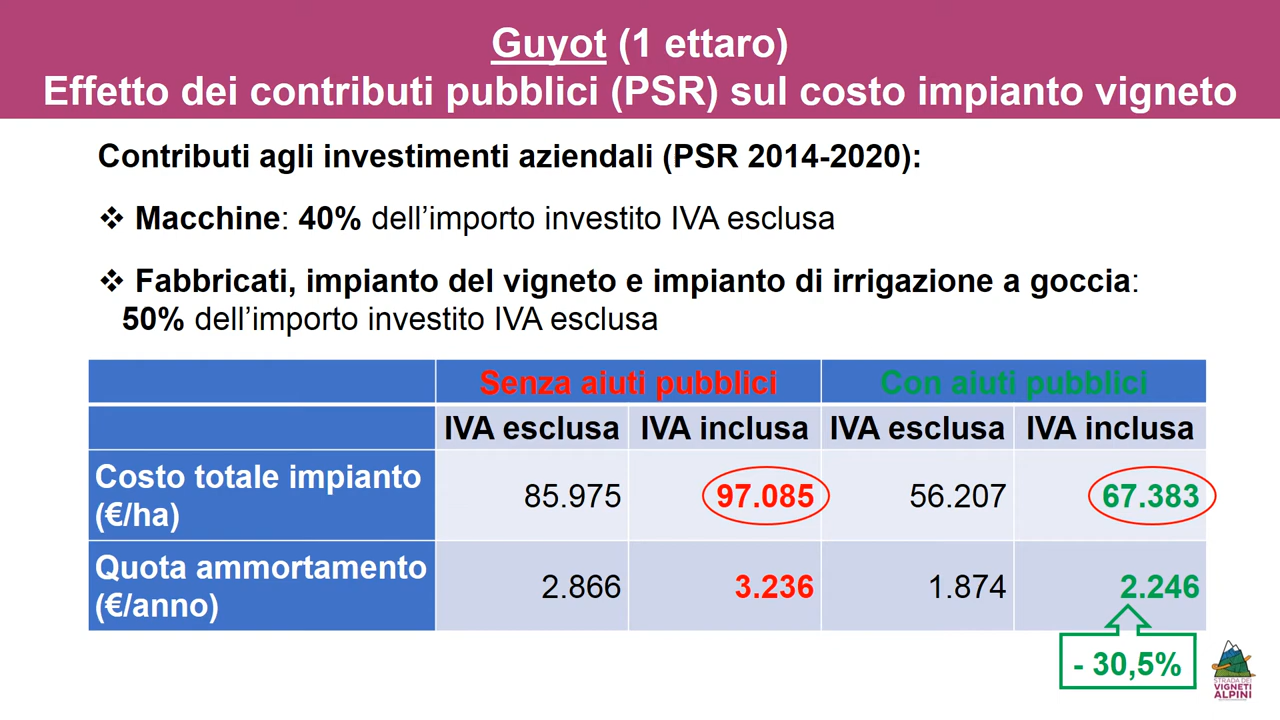 Guyot (1 ettaro)
Effetto dei contributi pubblici (PSR) sul costo impianto vigneto
Contributi agli investimenti aziendali (PSR 2014-2020):
❖ Macchine: 40% dell’importo investito IVA esclusa
❖ Fabbricati, impianto del vigneto e impianto di irrigazione a goccia:
50% dell’importo investito IVA esclusa
Senza aiuti pubblici Con aiuti pubblici
IVA esclusa IVA inclusa IVA esclusa IVA inclusa
Costo totale impianto
(€/ha) 85.975 97.085 56.207 67.383
Quota ammortamento
(€/anno) 2.866 3.236 1.874 2.246
- 30,5%
STRADA DEI
VIGNETI
ALPINI